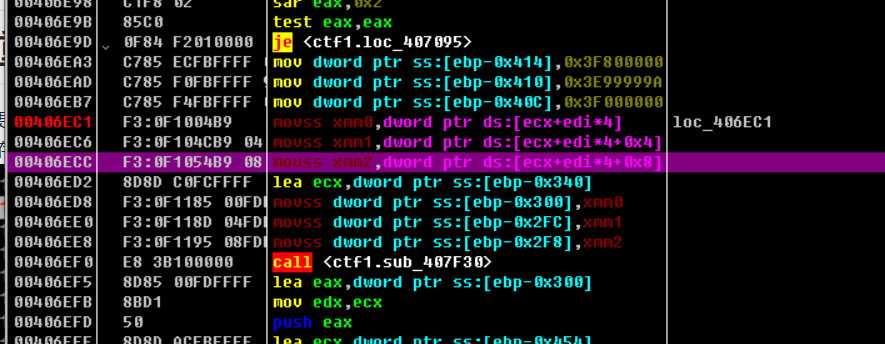 00406E98 C1F8 02 sar eax,0x2
00406E9B 85C0 test eax,eax
00406E9D 0F84 F2010000 je <ctf1.loc_407095>
00406EA3 C785 ECFBFFFF mov dword ptr ss:[ebp-0x414],0x3F800000
00406EAD C785 F0FBFFFF mov dword ptr ss:[ebp-0x410],0x3E99999A
00406EB7 C785 F4FBFFFF mov dword ptr ss:[ebp-0x40C],0x3F000000
00406EC1 F3:0F1004B9 movss xmm0,dword ptr ds:[ecx+edi*4] loc_406EC1
00406EC6 F3:0F104CB9 04 movss xmm1,dword ptr ds:[ecx+edi*4+0x4]
00406ECC F3:0F1054B9 08 movss xmm2,dword ptr ds:[ecx+edi*4+0x8]
00406ED2 8D8D C0FCFFFF lea ecx,dword ptr ss:[ebp-0x340]
00406ED8 F3:0F1185 00FD movss dword ptr ss:[ebp-0x300],xmm0
00406EE0 F3:0F118D 04FD movss dword ptr ss:[ebp-0x2FC],xmm1
00406EE8 F3:0F1195 08FD movss dword ptr ss:[ebp-0x2F8],xmm2
00406EF0 E8 3B100000 call <ctf1.sub_407F30>
00406EF5 8D85 00FDFFFF lea eax,dword ptr ss:[ebp-0x300]
00406EFB 8BD1 mov edx,ecx
00406EFD 50 push eax
00406EFE 8D8D ACFBFFFF lea ecx,dword ptr ss:[ebp-0x454]